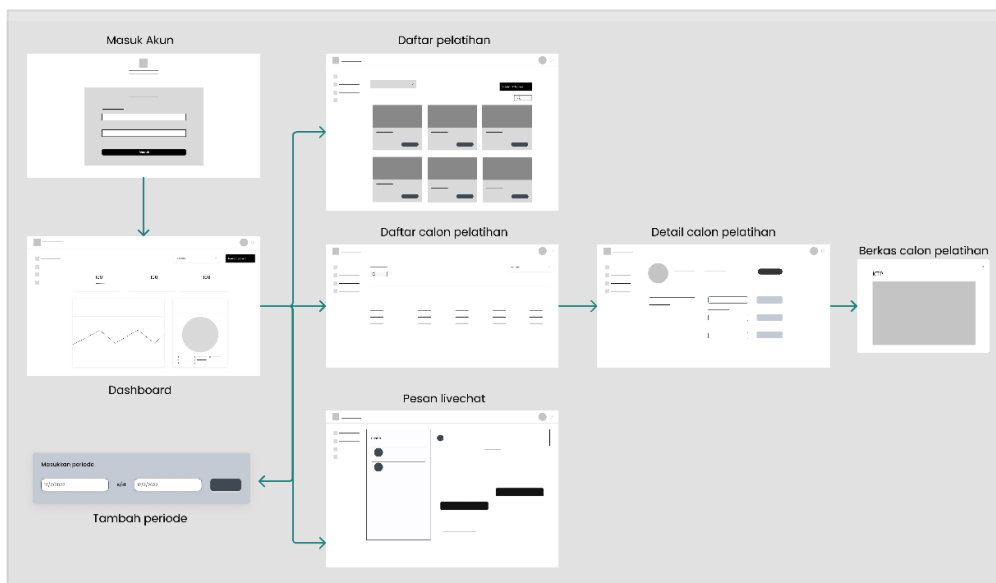 Masuk Akun
Daftar pelatihan
Daftar calon pelatihan
Detail calon pelatihan
Berkas calon pelatihan
KTP
Dashboard
Pesan livechat
Masukkan periode
Tambah periode